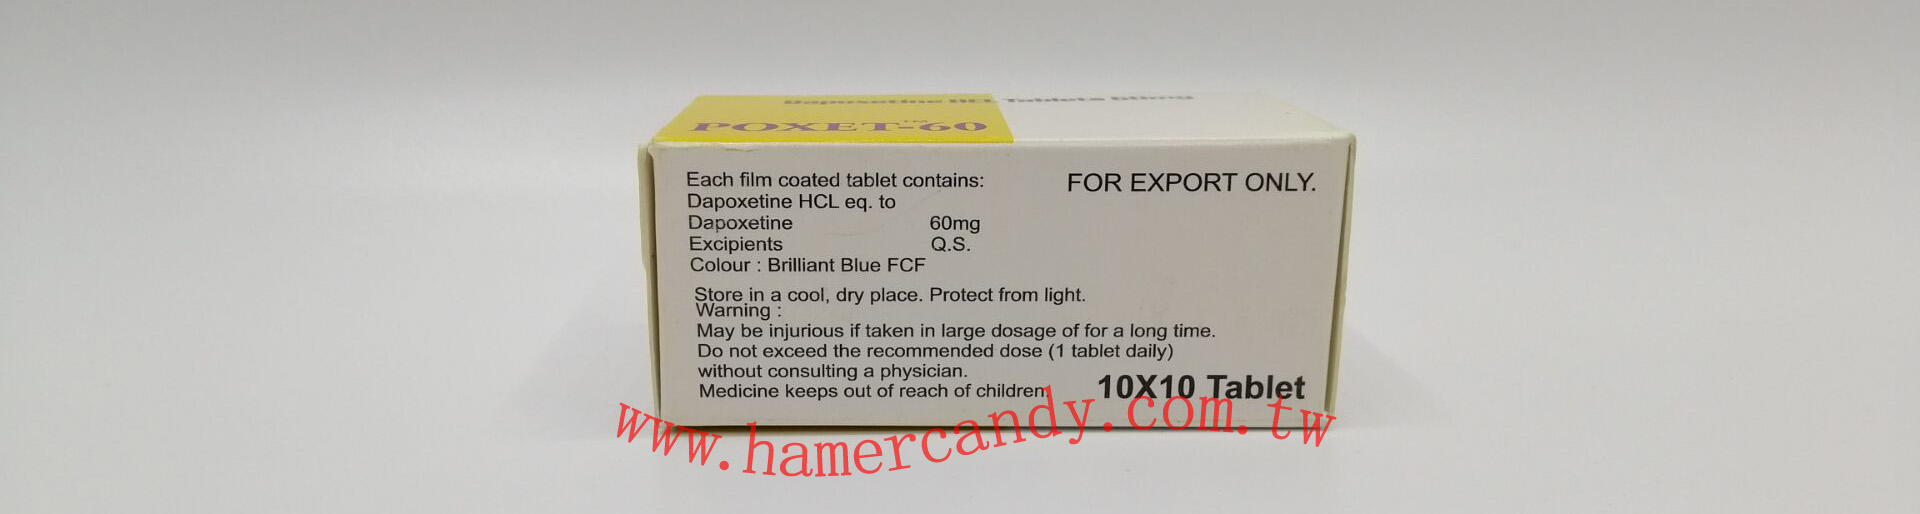 Dapoxetine HCL Tablets 60mg
POXET™-60
Each film coated tablet contains:
FOR EXPORT ONLY.
Dapoxetine HCL eq. to
Dapoxetine 60mg
Excipients Q.S.
Colour : Brilliant Blue FCF
Store in a cool, dry place. Protect from light.
Warning :
May be injurious if taken in large dosage of for a long time.
Do not exceed the recommended dose (1 tablet daily)
without consulting a physician.
Medicine keeps out of reach of children.
10X10 Tablet
www.hamercandy.com.tw